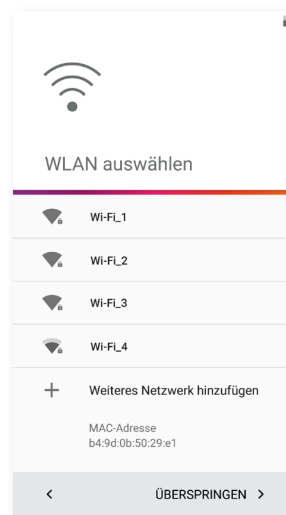 WLAN auswählen
Wi-Fi_1
Wi-Fi_2
Wi-Fi_3
Wi-Fi_4
Weiteres Netzwerk hinzufügen
MAC-Adresse
b4:9d:0b:50:29:e1
ÜBERSPRINGEN